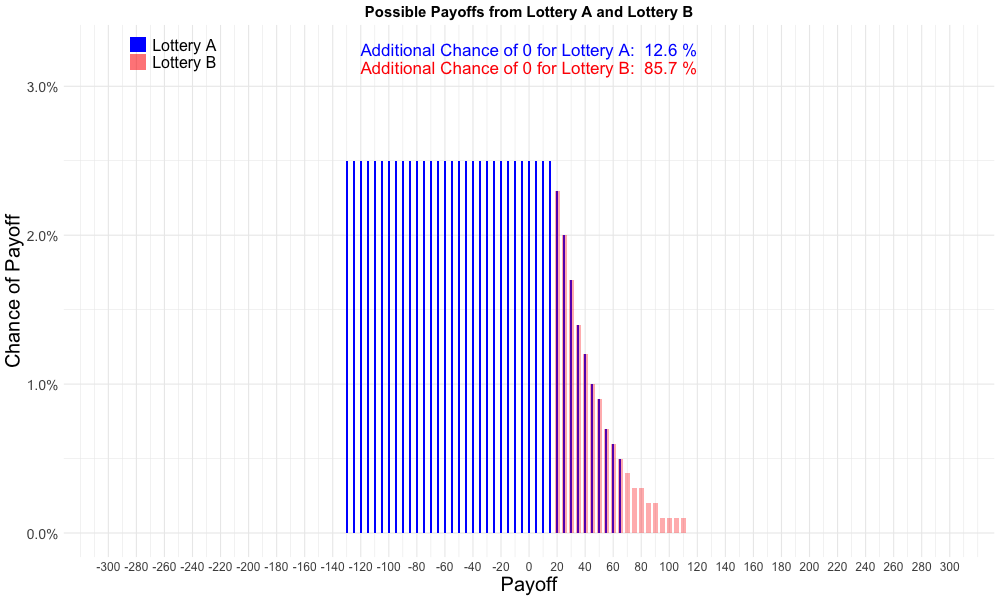 Possible Payoffs from Lottery A and Lottery B
Lottery A
Lottery B
Additional Chance of 0 for Lottery A: 12.6 %
Additional Chance of 0 for Lottery B: 85.7 %
Chance of Payoff
3.0%
2.0%
1.0%
0.0%
-300 -280 -260 -240 -220 -200 -180 -160 -140 -120 -100 -80 -60 -40 -20 0 20 40 60 80 100 120 140 160 180 200 220 240 260 280 300
Payoff